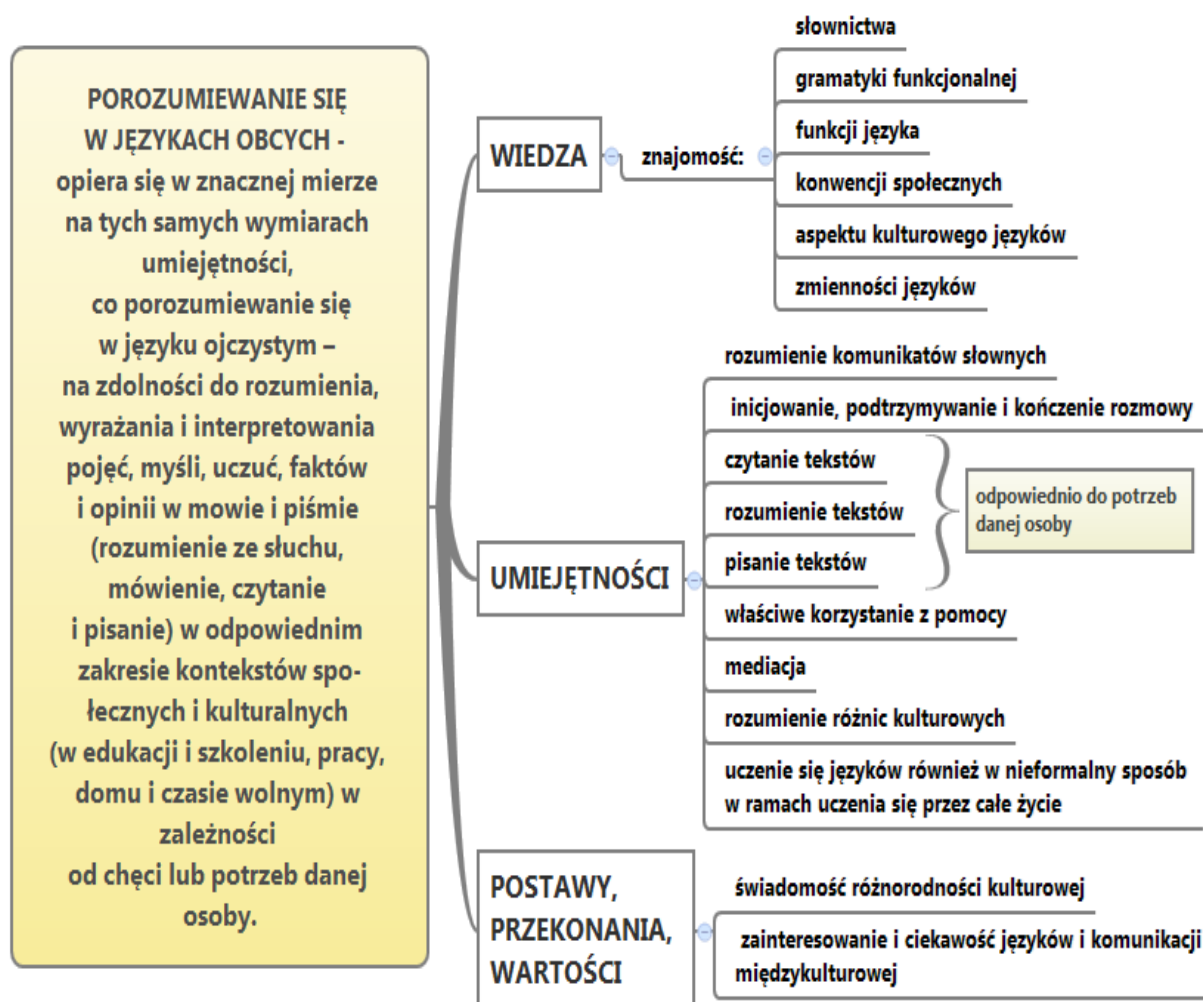 POROZUMIEWANIE SIĘ
W JĘZYKACH OBCYCH -
opiera się w znacznej mierze
na tych samych wymiarach
umiejętności,
co porozumiewanie się
w języku ojczystym –
na zdolności do rozumienia,
wyrażania i interpretowania
pojęć, myśli, uczuć, faktów
i opinii w mowie i piśmie
(rozumienie ze słuchu,
mówienie, czytanie
i pisanie) w odpowiednim
zakresie kontekstów spo-
łecznych i kulturalnych
(w edukacji i szkoleniu, pracy,
domu i czasie wolnym) w
zależności
od chęci lub potrzeb danej
osoby.
WIEDZA
znajomość:
słownictwa
gramatyki funkcjonalnej
funkcji języka
konwencji społecznych
aspektu kulturowego języków
zmienności języków
UMIEJĘTNOŚCI
rozumienie komunikatów słownych
inicjowanie, podtrzymywanie i kończenie rozmowy
czytanie tekstów
rozumienie tekstów
pisanie tekstów
odpowiednio do potrzeb
danej osoby
właściwe korzystanie z pomocy
mediacja
rozumienie różnic kulturowych
uczenie się języków również w nieformalny sposób
w ramach uczenia się przez całe życie
POSTAWY,
PRZEKONANIA,
WARTOŚCI
świadomość różnorodności kulturowej
zainteresowanie i ciekawość języków i komunikacji
międzykulturowej